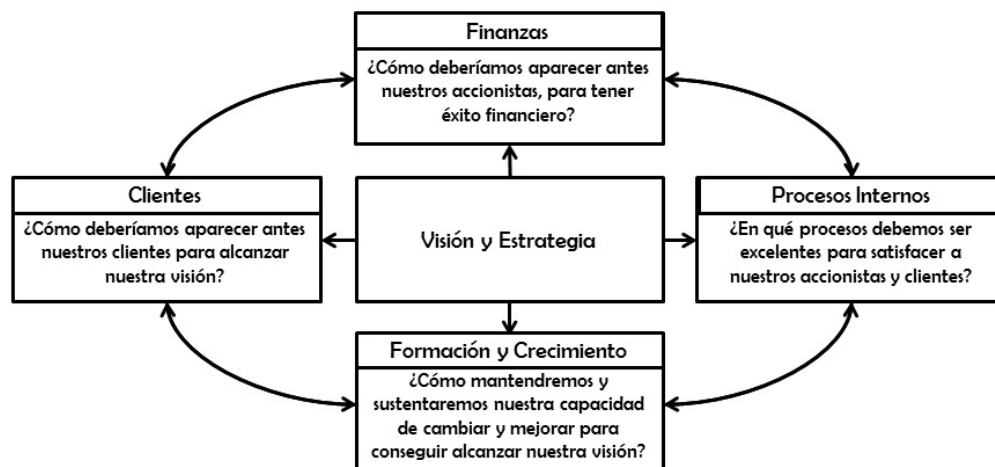 Finanzas
¿Cómo deberíamos aparecer antes
nuestros accionistas, para tener
éxito financiero?
Clientes
¿Cómo deberíamos aparecer antes
nuestros clientes para alcanzar
nuestra visión?
Visión y Estrategia
Procesos Internos
¿En qué procesos debemos ser
excelentes para satisfacer a
nuestros accionistas y clientes?
Formación y Crecimiento
¿Cómo mantendremos y
sustentaremos nuestra capacidad
de cambiar y mejorar para
conseguir alcanzar nuestra visión?